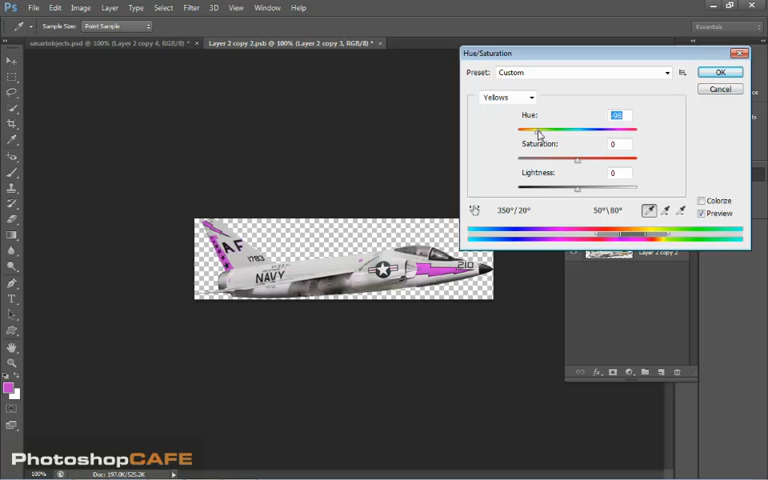 Ps File Edit Image Layer Type Select Filter 3D View Window Help
Sample Size: Point Sample Essentials
smartobjects.psd @ 100% (Layer 2 copy 4, RGB/8) * × Layer 2 copy 2.psb @ 100% (Layer 2 copy 3, RGB/8) * ×
Hue/Saturation
Preset: Custom OK
Cancel
Yellows
Hue:
Saturation: 0
Lightness: 0
Colorize
350°/20° 50°\80° Preview
Layer 2 copy 2
AF
1783
NAVY
210
PhotoshopCAFE
100% Doc: 197.0K/525.2K